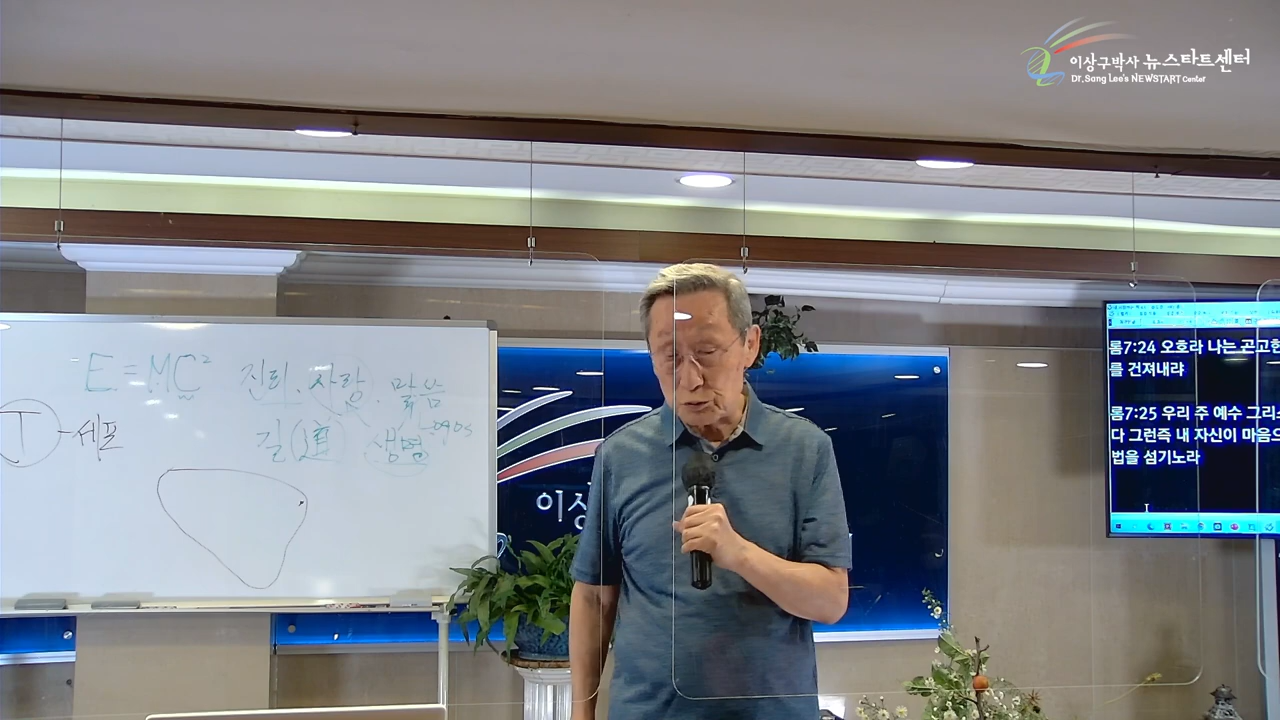 이상구박사 뉴스타트센터
Dr. Sang Lee's NEWSTART Center
E = MC² 진리. 사랑. 말씀
T-세포 길(道) 생명 logos
이상
롬7:24 오호라 나는 곤고한
를 건져내랴
롬7:25 우리 주 예수 그리스
다 그런즉 내 자신이 마음으
법을 섬기노라